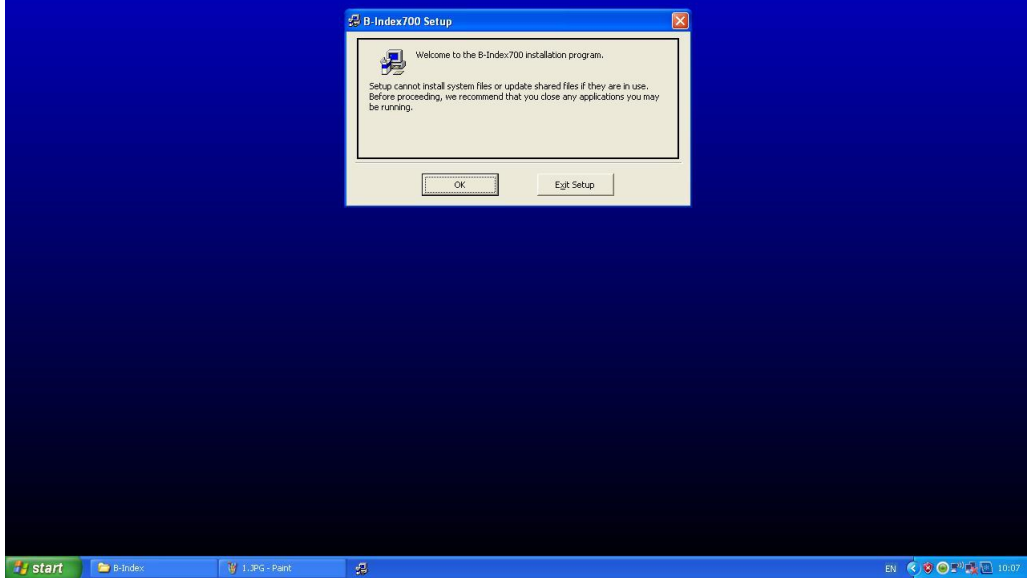 B-Index700 Setup
Welcome to the B-Index700 installation program.
Setup cannot install system files or update shared files if they are in use.
Before proceeding, we recommend that you close any applications you may
be running.
OK
Exit Setup
start
B-Index
1.JPG - Paint
EN
10:07